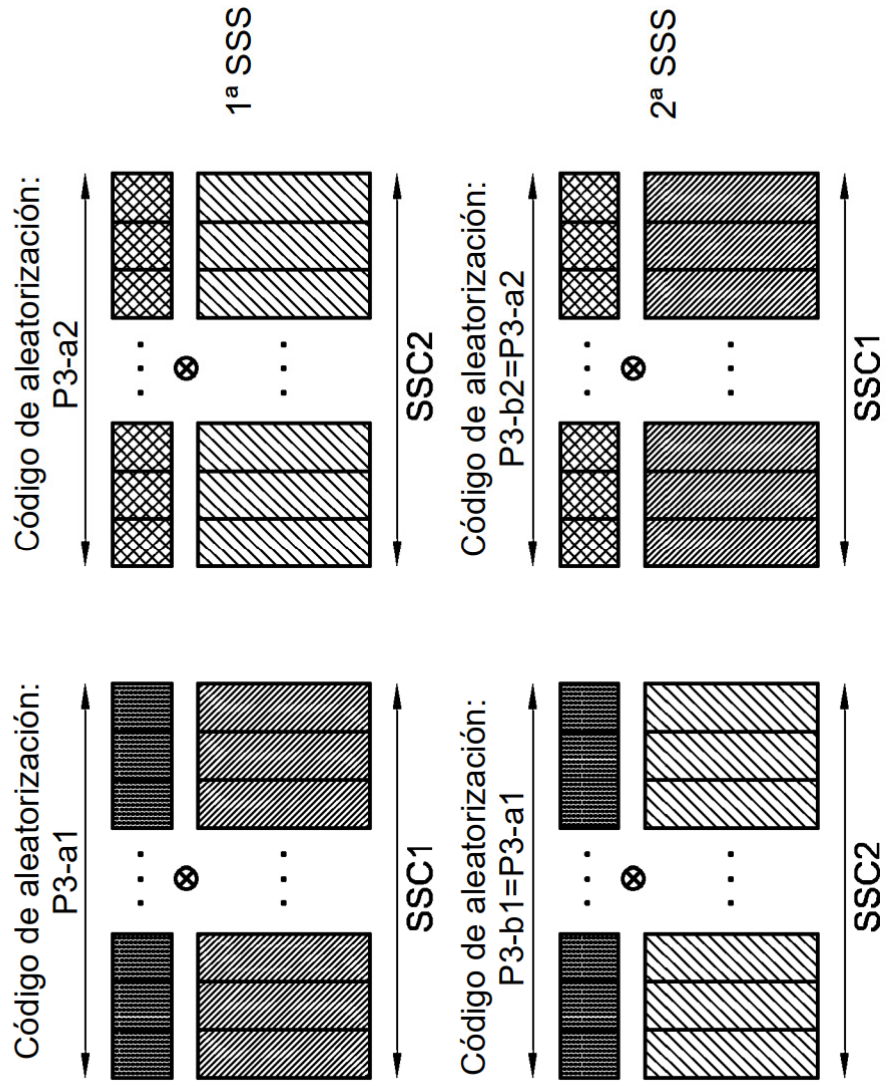 Código de aleatorización:
P3-a1
SSC1
Código de aleatorización:
P3-a2
SSC2
1ª SSS
Código de aleatorización:
P3-b1=P3-a1
SSC2
Código de aleatorización:
P3-b2=P3-a2
SSC1
2ª SSS